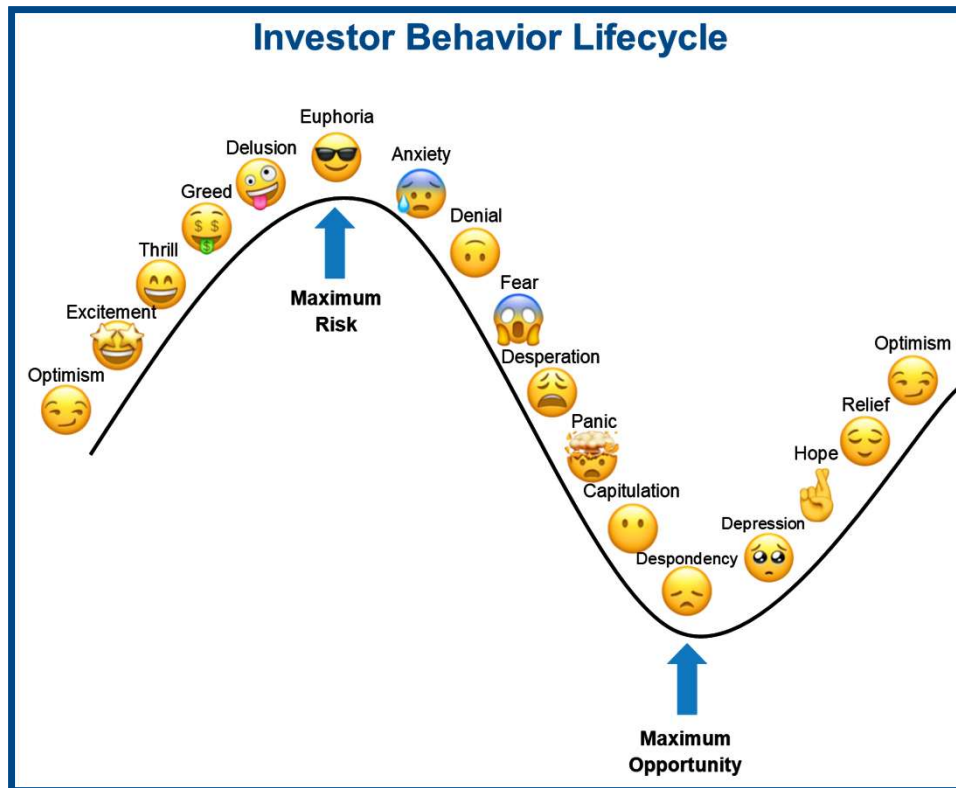 Investor Behavior Lifecycle
Optimism
Excitement
Thrill
Greed
Delusion
Euphoria
Maximum
Risk
Anxiety
Denial
Fear
Desperation
Panic
Capitulation
Despondency
Maximum
Opportunity
Depression
Hope
Relief
Optimism